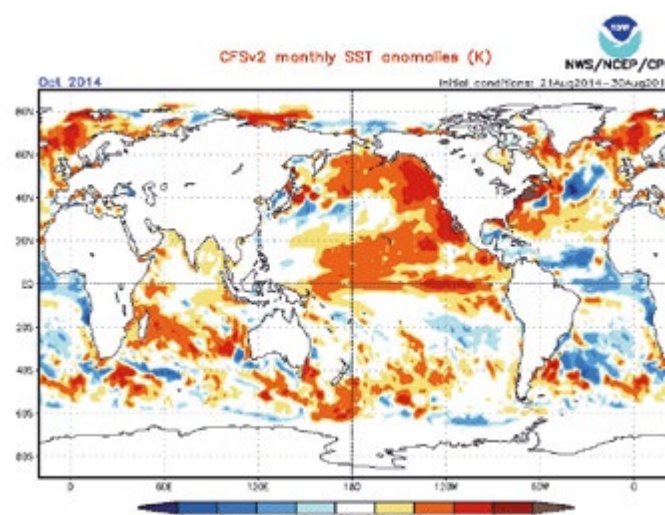 CFSv2 monthly SST anomalies (K)
NWS/NCEP/CP
Oct 2014
Initial conditions: 21Aug2014-30Aug201
80N
60N
40N
20N
EQ
20S
40S
60S
80S
0
60E
120E
180
120W
60W
0